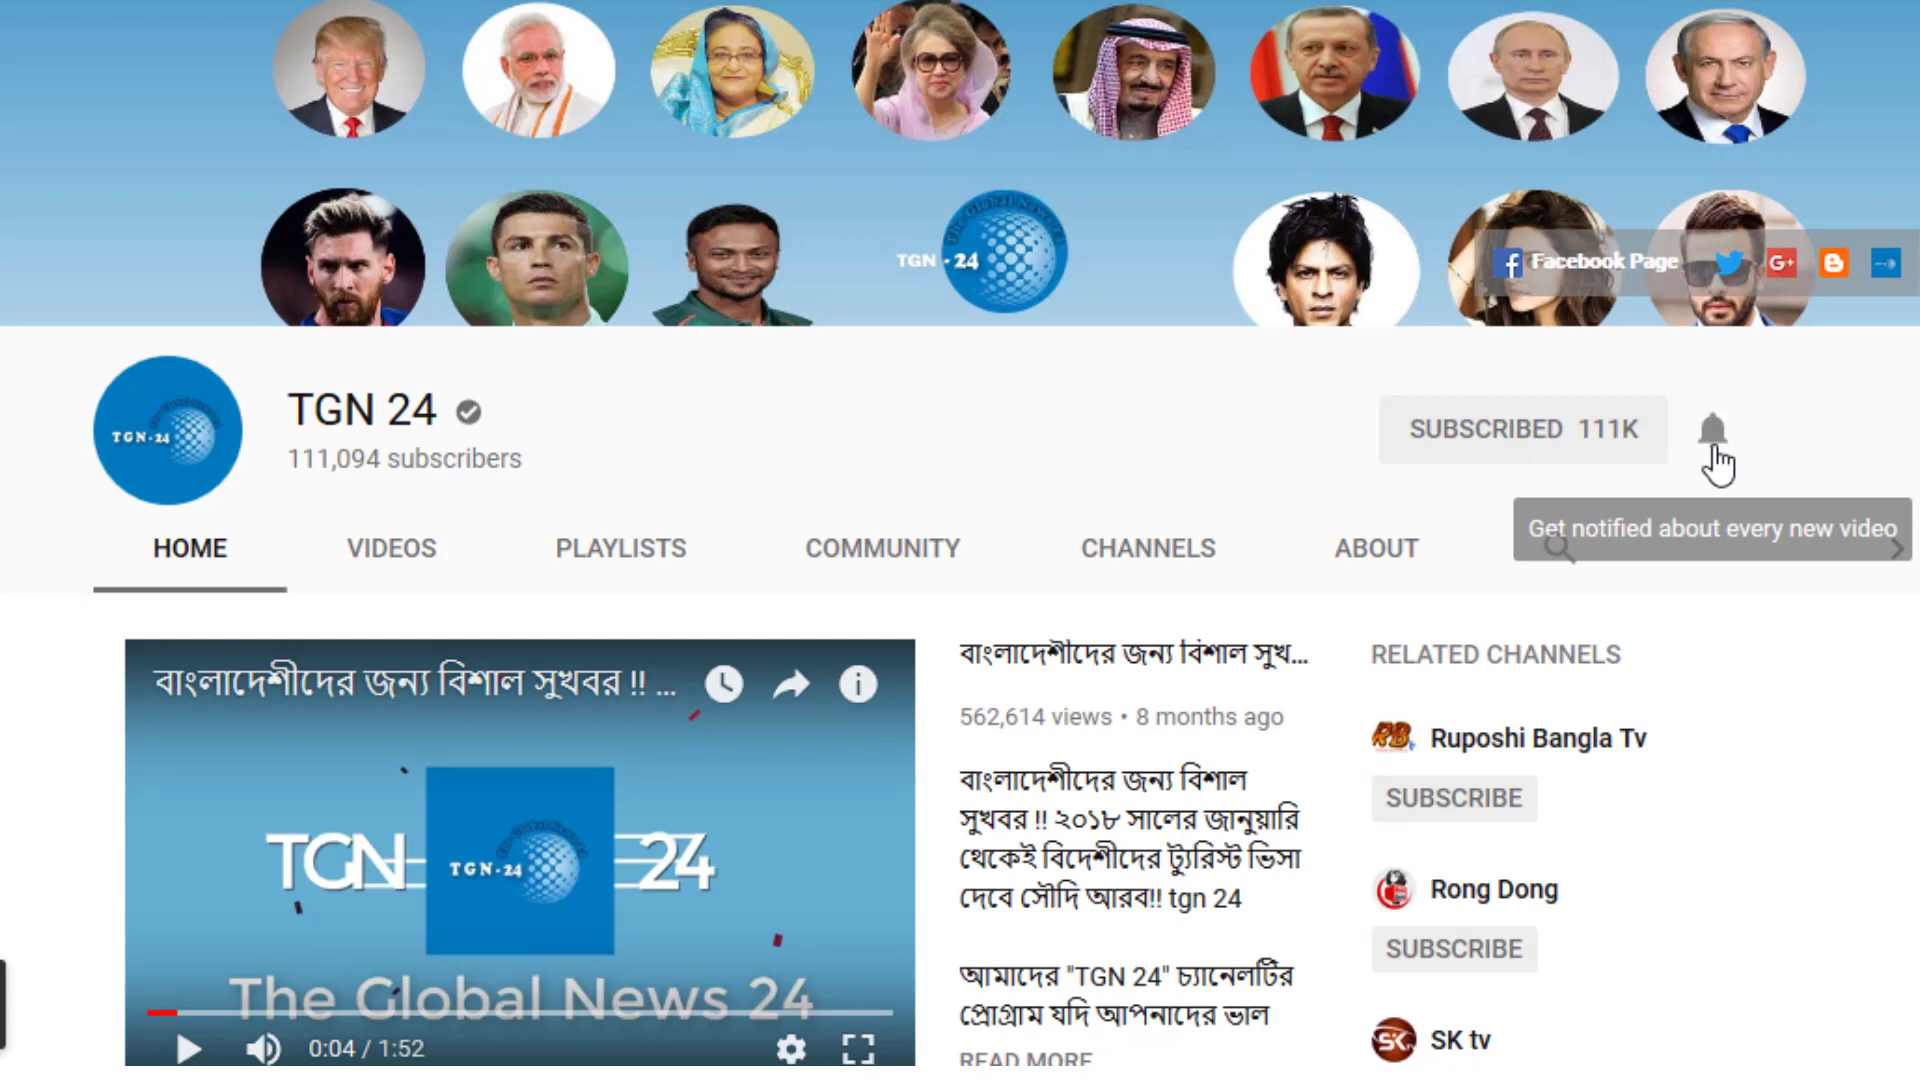 TGN - 24
Facebook Page
TGN-24
TGN 24
111,094 subscribers
SUBSCRIBED 111K
Get notified about every new video
HOME
VIDEOS
PLAYLISTS
COMMUNITY
CHANNELS
ABOUT
বাংলাদেশীদের জন্য বিশাল সুখবর !! ...
TGN
TGN-24
24
The Global News 24
0:04 / 1:52
বাংলাদেশীদের জন্য বিশাল সুখ...
562,614 views • 8 months ago
বাংলাদেশীদের জন্য বিশাল
সুখবর !! ২০১৮ সালের জানুয়ারি
থেকেই বিদেশীদের ট্যুরিস্ট ভিসা
দেবে সৌদি আরব!! tgn 24
আমাদের "TGN 24" চ্যানেলটির
প্রোগ্রাম যদি আপনাদের ভাল
READ MORE
RELATED CHANNELS
Ruposhi Bangla Tv
SUBSCRIBE
Rong Dong
SUBSCRIBE
SK tv